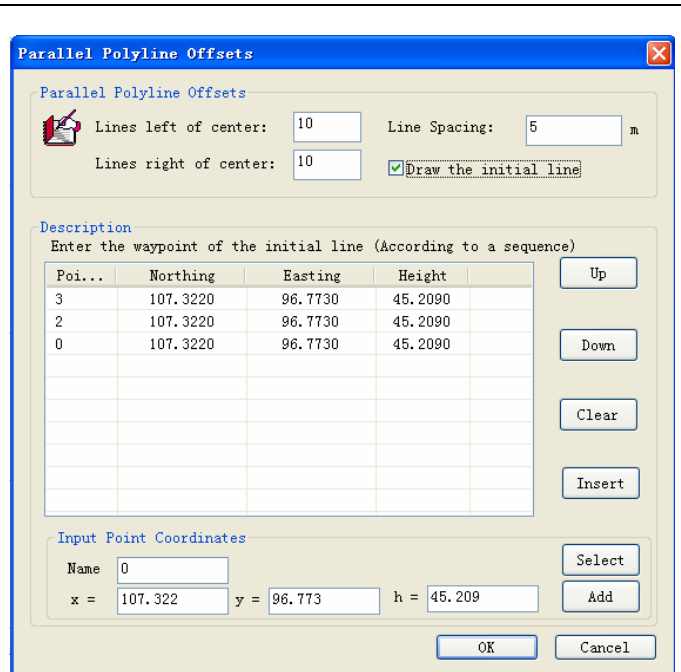 Parallel Polyline Offsets
Parallel Polyline Offsets
Lines left of center: 10 Line Spacing: 5 m
Lines right of center: 10 Draw the initial line
Description
Enter the waypoint of the initial line (According to a sequence)
Poi... Northing Easting Height
3 107.3220 96.7730 45.2090
2 107.3220 96.7730 45.2090
0 107.3220 96.7730 45.2090
Up
Down
Clear
Insert
Input Point Coordinates
Name 0
x = 107.322 y = 96.773 h = 45.209
Select
Add
OK Cancel